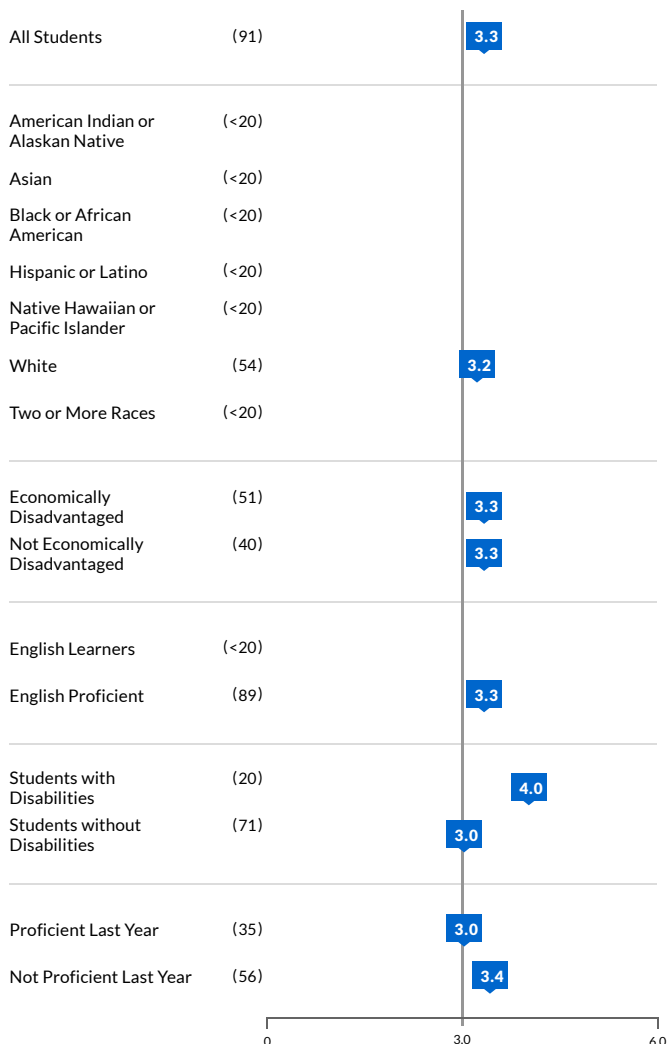 All Students (91) 3.3
American Indian or (<20)
Alaskan Native
Asian (<20)
Black or African (<20)
American
Hispanic or Latino (<20)
Native Hawaiian or (<20)
Pacific Islander
White (54) 3.2
Two or More Races (<20)
Economically (51) 3.3
Disadvantaged
Not Economically (40) 3.3
Disadvantaged
English Learners (<20)
English Proficient (89) 3.3
Students with (20) 4.0
Disabilities
Students without (71) 3.0
Disabilities
Proficient Last Year (35) 3.0
Not Proficient Last Year (56) 3.4
0 3.0 6.0